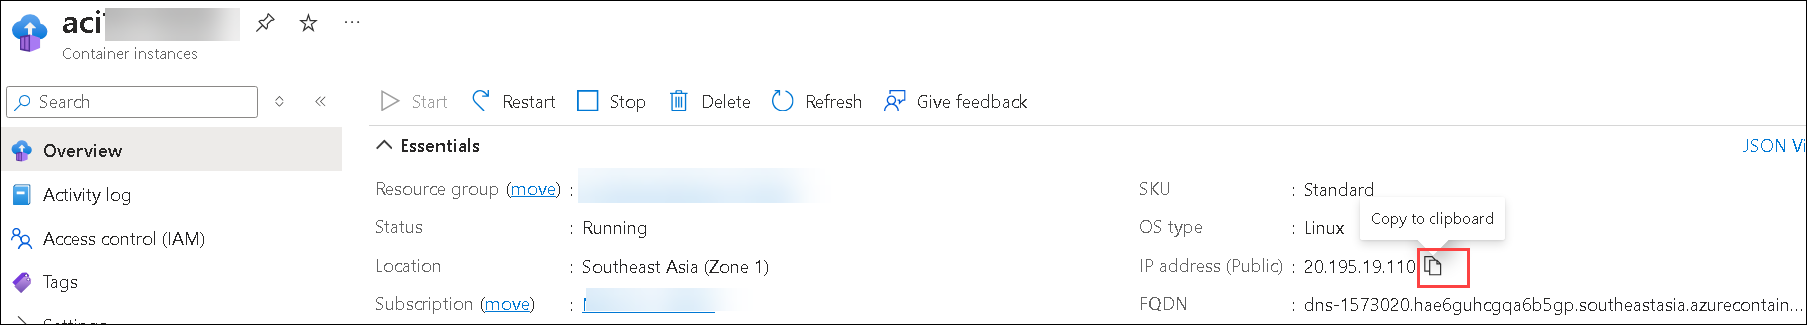 aci
Container instances
Search
Start Restart Stop Delete Refresh Give feedback
Overview
Activity log
Access control (IAM)
Tags
Essentials
JSON Vi
Resource group (move) :
Status : Running
Location : Southeast Asia (Zone 1)
Subscription (move) :
SKU : Standard
Copy to clipboard
OS type : Linux
IP address (Public) : 20.195.19.110
FQDN : dns-1573020.hae6guhcgqa6b5gp.southeastasia.azurecontain...